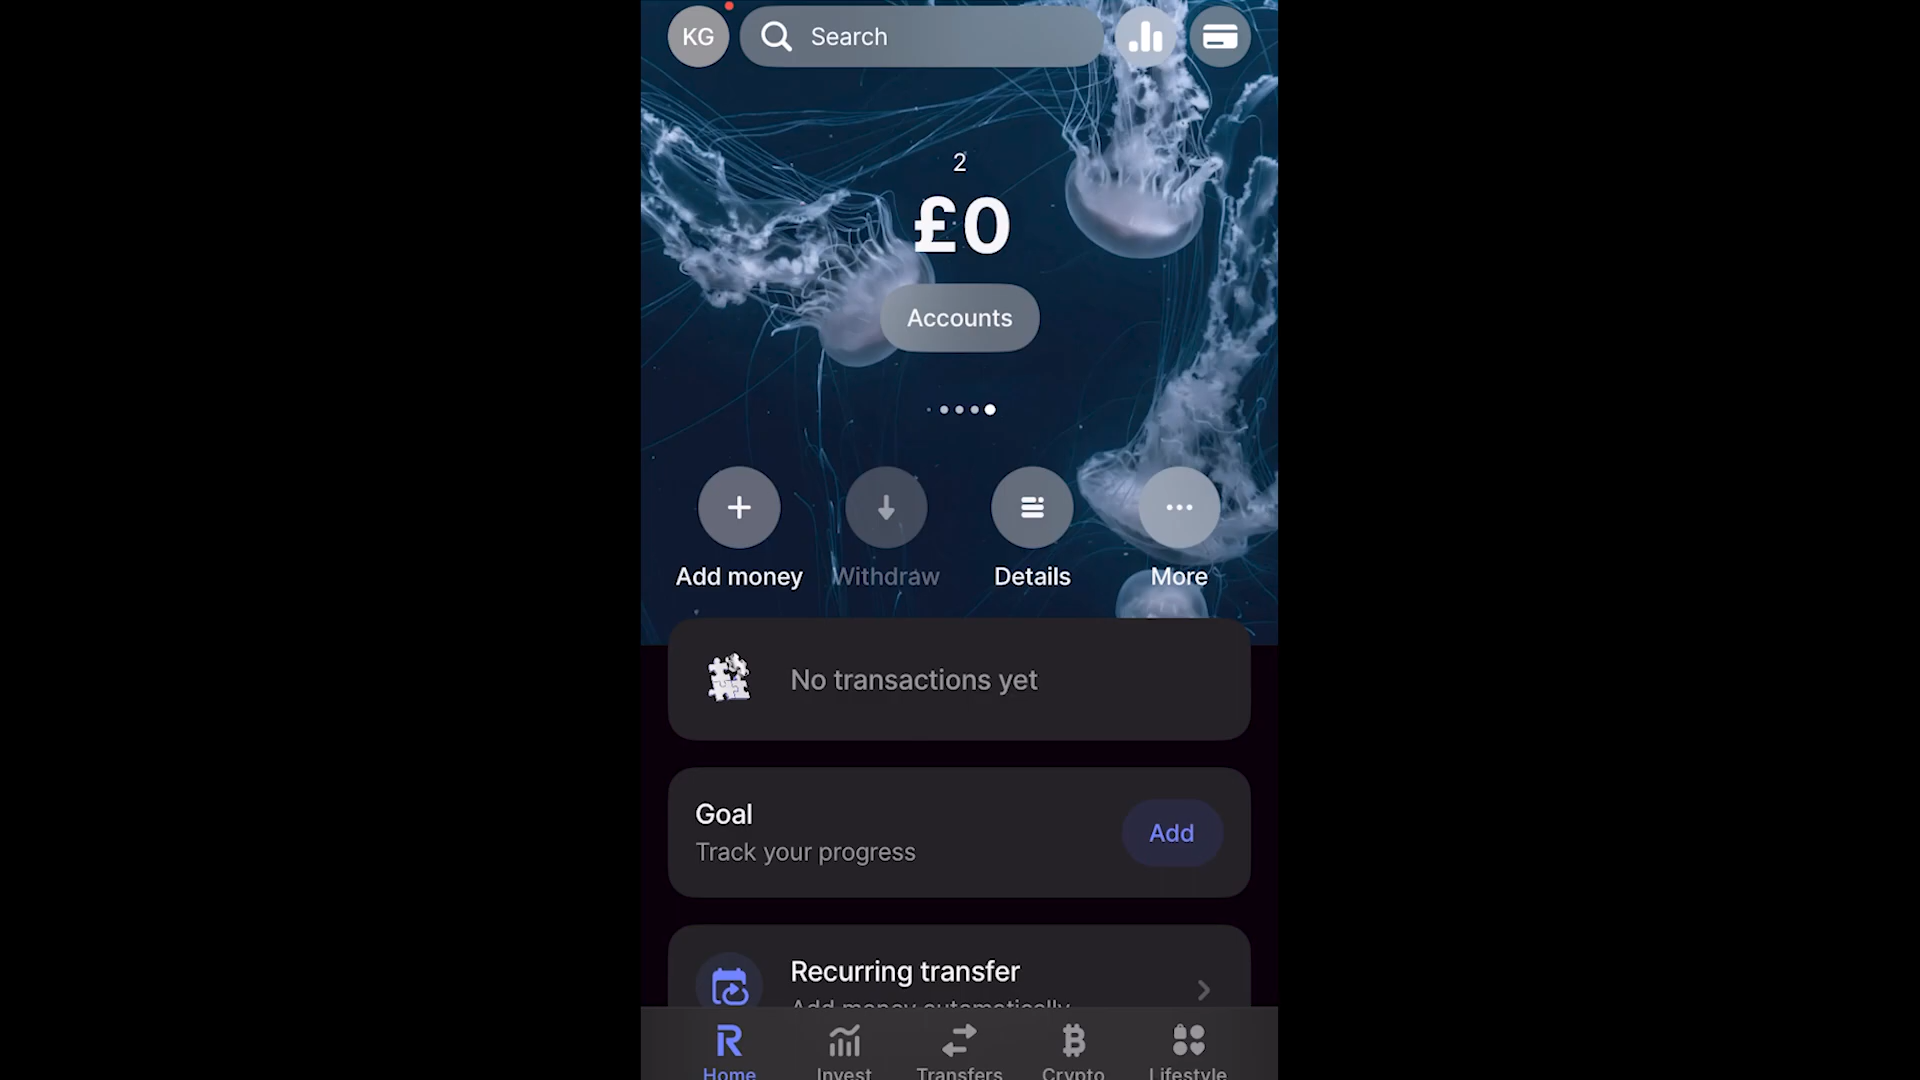 KG
Search
2
£0
Accounts
Add money
Withdraw
Details
More
No transactions yet
Goal
Track your progress
Add
Recurring transfer
Add money automatically
Home
Invest
Transfers
Crypto
Lifestyle